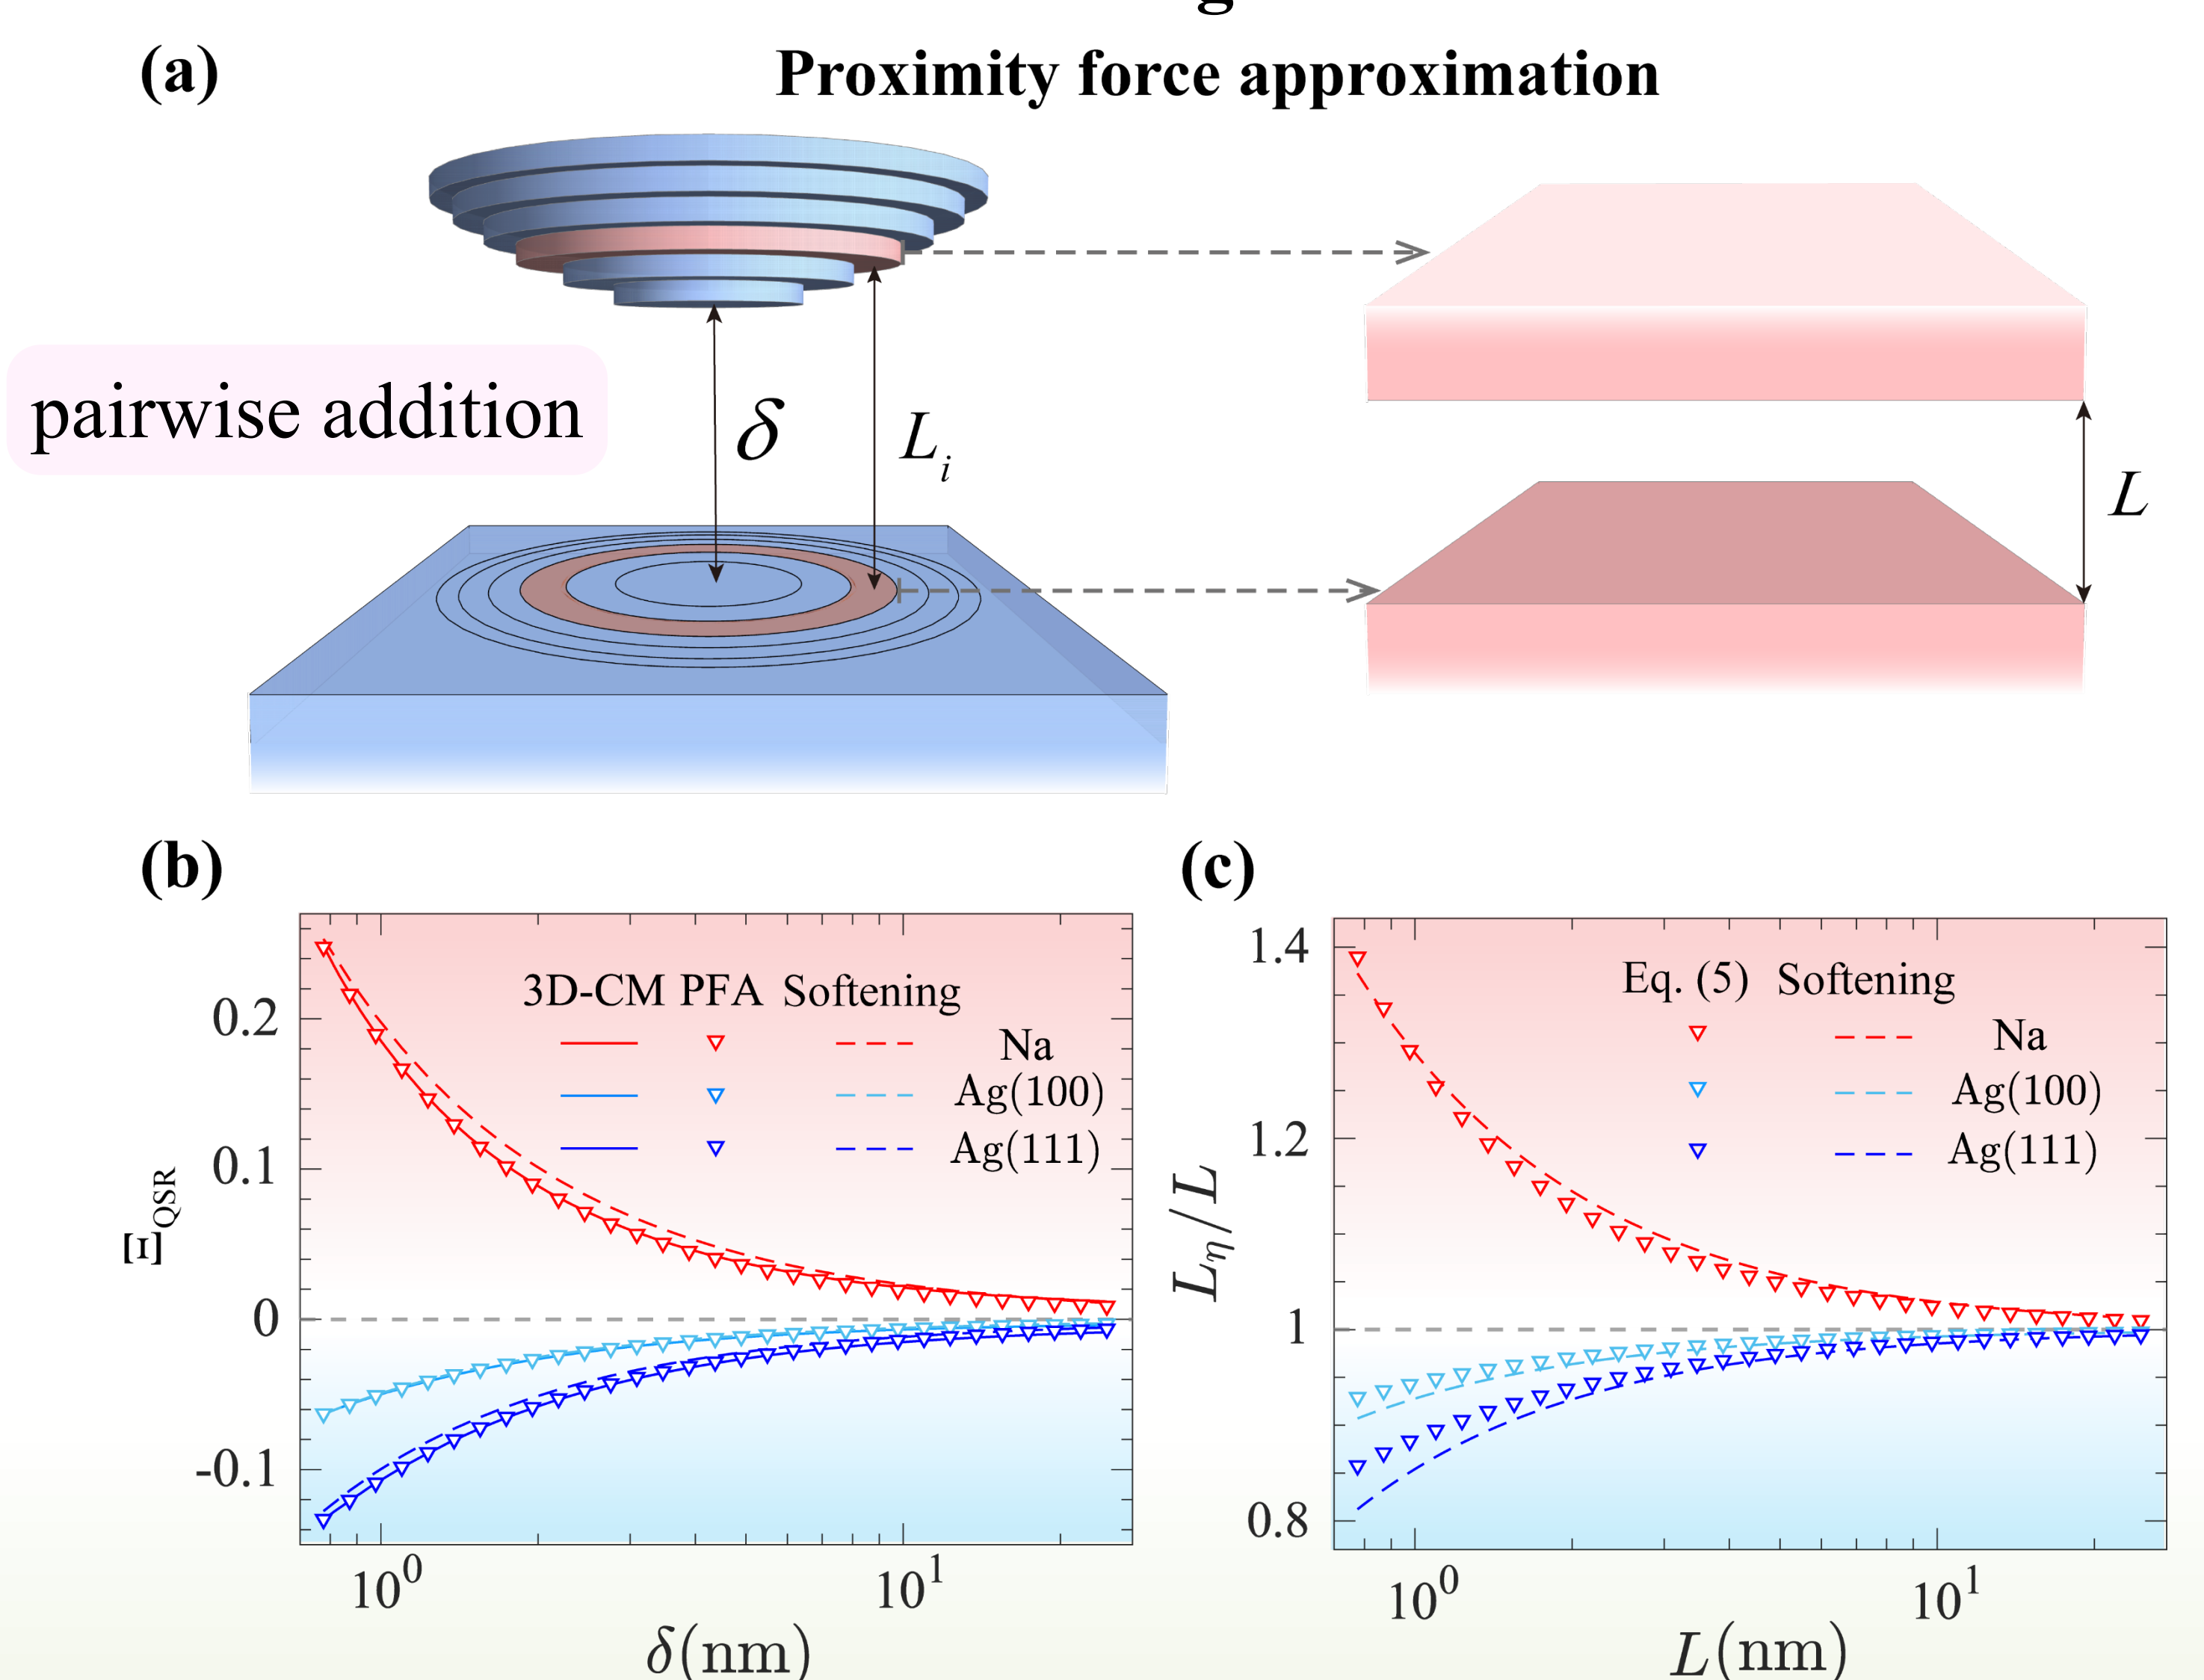 g
(a)
Proximity force approximation
pairwise addition
δ
L_i
L
(b)
(c)
3D-CM PFA Softening
Na
Ag(100)
Ag(111)
0.2
0.1
0
-0.1
Ξ_QSR
10^0
10^1
δ(nm)
Eq. (5) Softening
Na
Ag(100)
Ag(111)
1.4
1.2
1
0.8
L_η/L
10^0
10^1
L(nm)